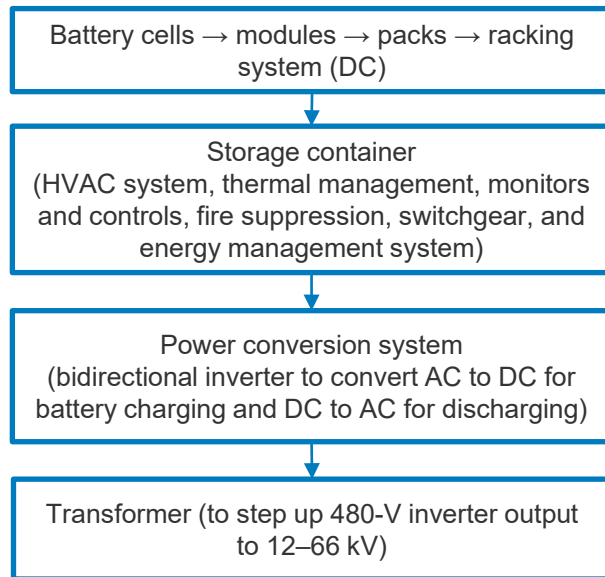 Battery cells → modules → packs → racking
system (DC)
Storage container
(HVAC system, thermal management, monitors
and controls, fire suppression, switchgear, and
energy management system)
Power conversion system
(bidirectional inverter to convert AC to DC for
battery charging and DC to AC for discharging)
Transformer (to step up 480-V inverter output
to 12–66 kV)